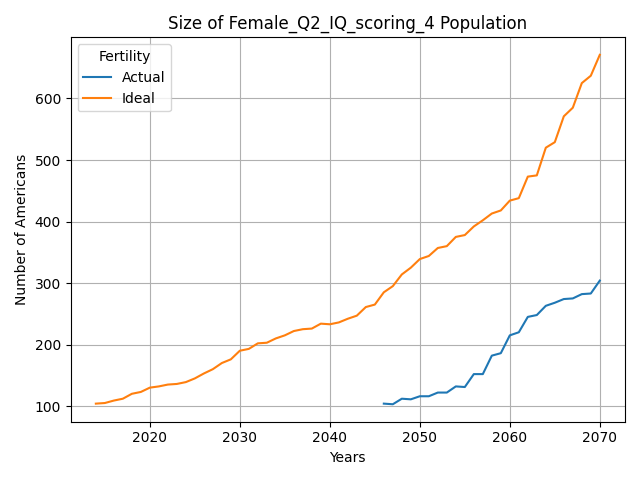 Size of Female_Q2_IQ_scoring_4 Population
Fertility
Actual
Ideal
Number of Americans
600
500
400
300
200
100
2020
2030
2040
2050
2060
2070
Years